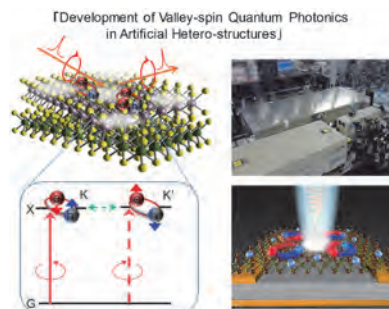 「Development of Valley-spin Quantum Photonics
in Artificial Hetero-structures」
K
K'
X
G